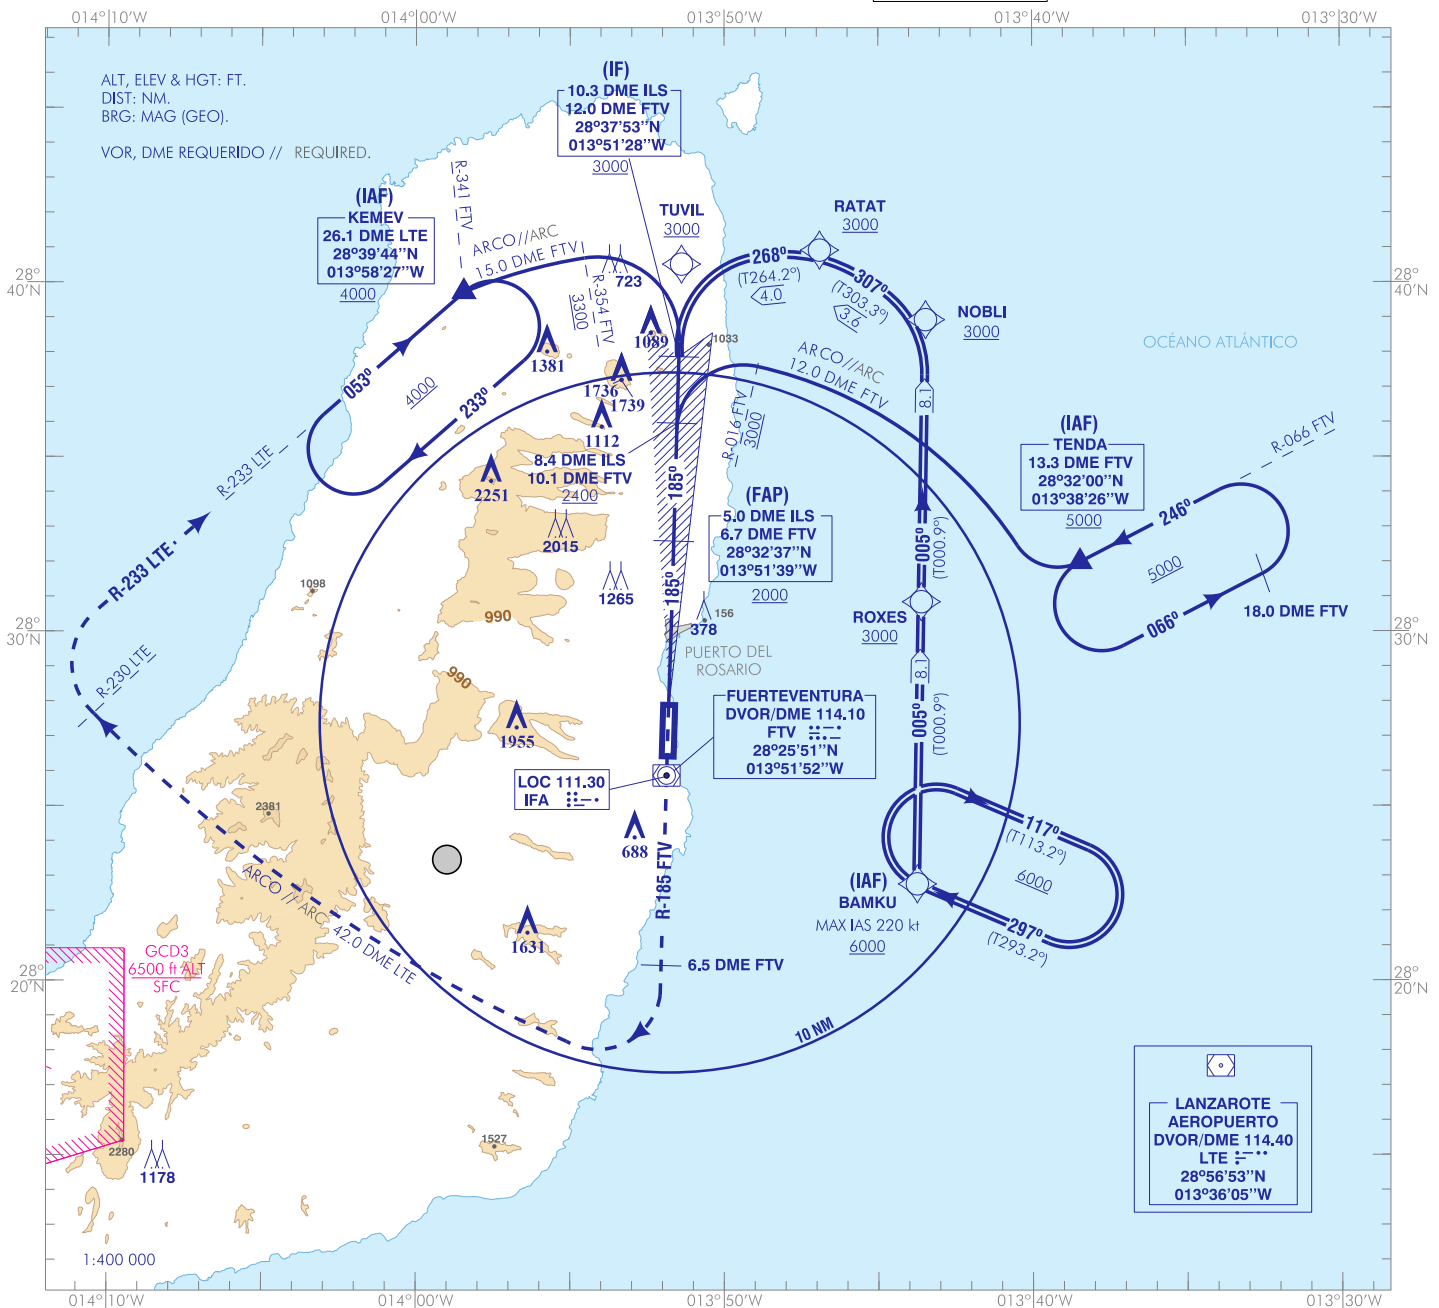 014°10'W
014°00'W
013°50'W
013°40'W
013°30'W
ALT, ELEV & HGT: FT.
DIST: NM.
BRG: MAG (GEO).
VOR, DME REQUERIDO // REQUIRED.
(IF)
10.3 DME ILS
12.0 DME FTV
28°37'53''N
013°51'28''W
3000
(IAF)
KEMEV
26.1 DME LTE
28°39'44''N
013°58'27''W
4000
R-341 FTV
ARCO//ARC
15.0 DME FTV
R-354 FTV
3300
723
TUVIL
3000
RATAT
3000
268°
(T264.2°)
4.0
307°
(T303.3°)
3.6
NOBLI
3000
28°
40'N
28°
40'N
OCÉANO ATLÁNTICO
1089
1033
1381
1736
1739
1112
053°
4000
233°
ARCO//ARC
12.0 DME FTV
R-016 FTV
3000
8.1
8.4 DME ILS
10.1 DME FTV
2400
2251
2015
1265
185°
185°
(IAF)
TENDA
13.3 DME FTV
28°32'00''N
013°38'26''W
5000
R-066 FTV
246°
5000
066°
18.0 DME FTV
(FAP)
5.0 DME ILS
6.7 DME FTV
28°32'37''N
013°51'39''W
2000
R-233 LTE
R-233 LTE
1098
990
990
156
378
PUERTO DEL
ROSARIO
005°
(T000.9°)
ROXES
3000
8.1
005°
(T000.9°)
28°
30'N
28°
30'N
R-230 LTE
FUERTEVENTURA
DVOR/DME 114.10
FTV
28°25'51''N
013°51'52''W
LOC 111.30
IFA
1955
2381
688
R-185 FTV
117°
(T113.2°)
6000
297°
(T293.2°)
(IAF)
BAMKU
MAX IAS 220 kt
6000
1631
ARCO // ARC 42.0 DME LTE
6.5 DME FTV
10 NM
GCD3
6500 ft ALT
SFC
28°
20'N
28°
20'N
2280
1178
1527
LANZAROTE
AEROPUERTO
DVOR/DME 114.40
LTE
28°56'53''N
013°36'05''W
1:400 000
014°10'W
014°00'W
013°50'W
013°40'W
013°30'W